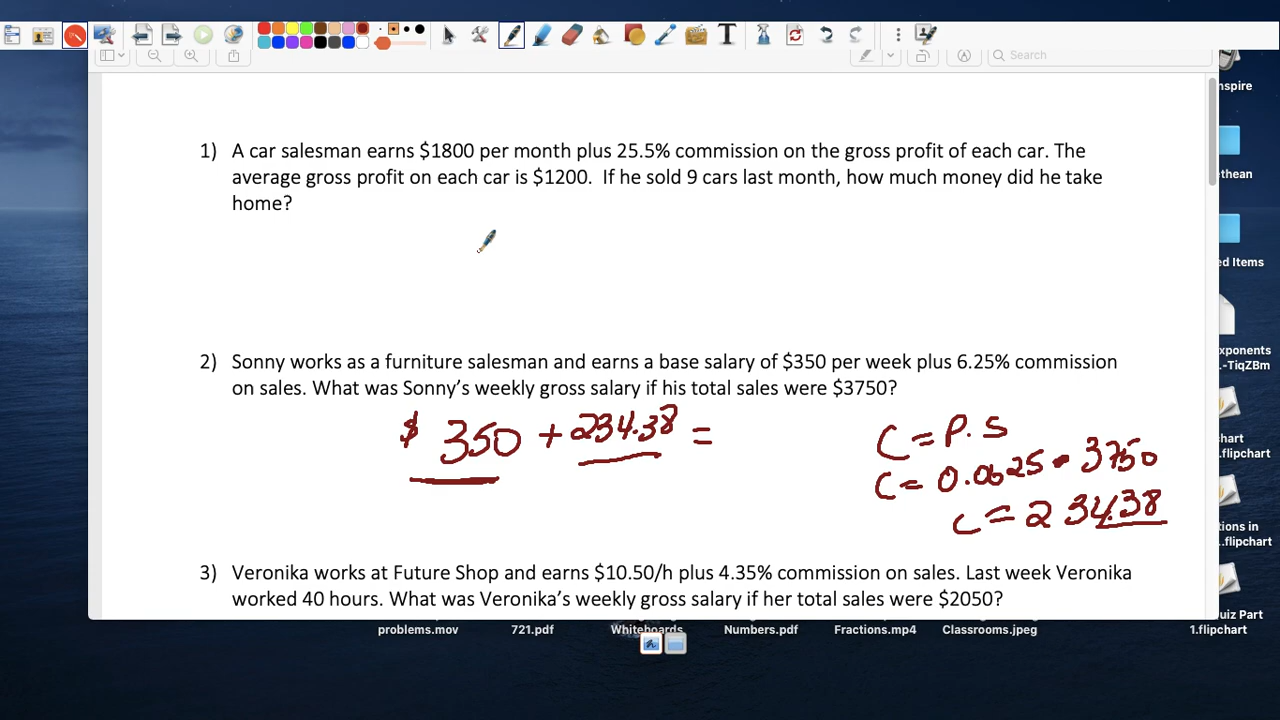 T
Search
1) A car salesman earns $1800 per month plus 25.5% commission on the gross profit of each car. The
average gross profit on each car is $1200. If he sold 9 cars last month, how much money did he take
home?
2) Sonny works as a furniture salesman and earns a base salary of $350 per week plus 6.25% commission
on sales. What was Sonny's weekly gross salary if his total sales were $3750?
$ 350 + 234.38 =
C = P. S
C = 0.0625 • 3750
C = 234.38
3) Veronika works at Future Shop and earns $10.50/h plus 4.35% commission on sales. Last week Veronika
worked 40 hours. What was Veronika's weekly gross salary if her total sales were $2050?
nspire
ethean
ed Items
xponents
L-TiqZBm
chart
.flipchart
tions in
..flipchart
uiz Part
1.flipchart
problems.mov
721.pdf
Whiteboards
Numbers.pdf
Fractions.mp4
Classrooms.jpeg